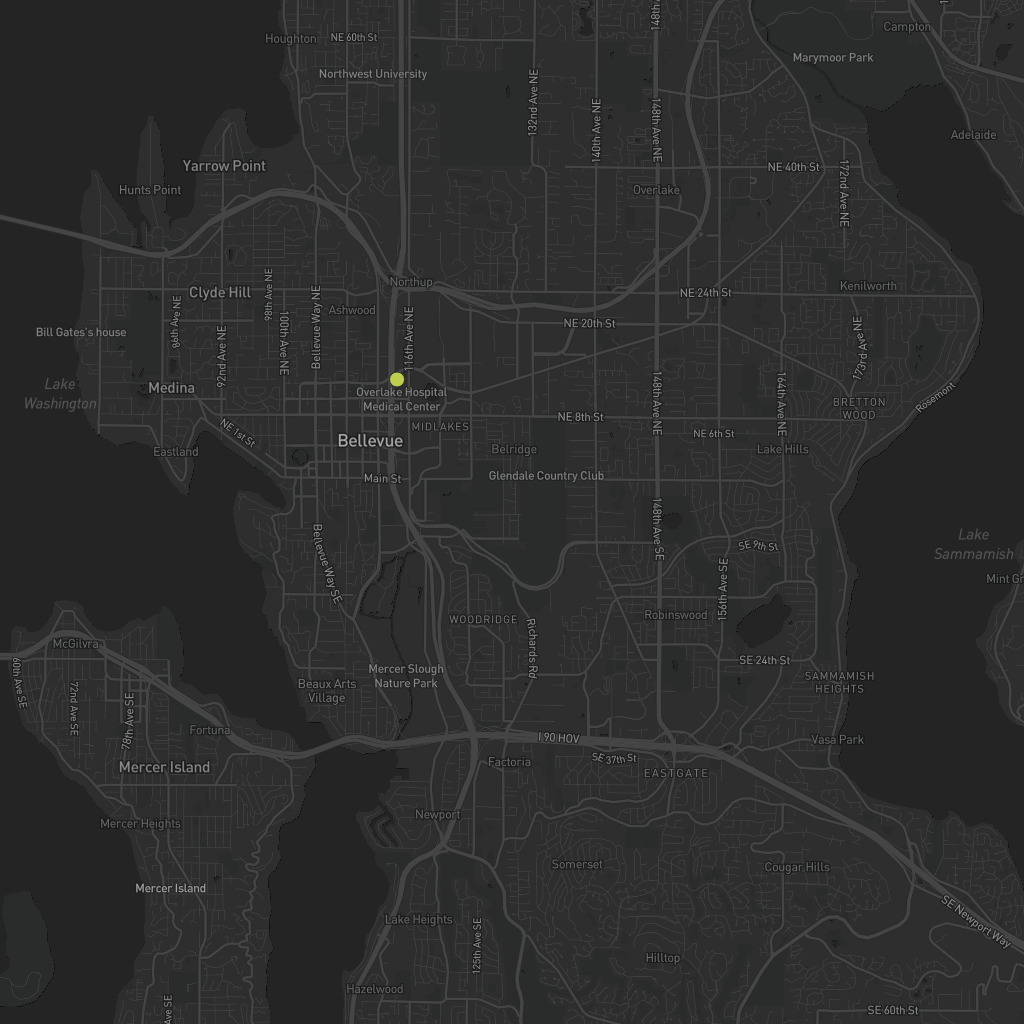 Houghton
NE 60th St
148th Ave NE
Campton
Northwest University
Marymoor Park
132nd Ave NE
140th Ave NE
148th Ave NE
Adelaide
Yarrow Point
NE 40th St
172nd Ave NE
Hunts Point
Overlake
Northup
Clyde Hill
98th Ave NE
Bellevue Way NE
Ashwood
Kenilworth
NE 24th St
86th Ave NE
92nd Ave NE
100th Ave NE
116th Ave NE
NE 20th St
Bill Gates's house
173rd Ave NE
Lake
Washington
Medina
Overlake Hospital
Medical Center
148th Ave NE
164th Ave NE
BRETTON
WOOD
Rosemont
NE 1st St
MIDLAKES
NE 8th St
NE 6th St
Bellevue
Eastland
Belridge
Lake Hills
Main St
Glendale Country Club
148th Ave SE
Bellevue Way SE
SE 9th St
Lake
Sammamish
156th Ave SE
Mint Gr
WOODRIDGE
Richards Rd
Robinswood
McGilvra
60th Ave SE
72nd Ave SE
78th Ave SE
SE 24th St
Mercer Slough
Nature Park
Beaux Arts
Village
SAMMAMISH
HEIGHTS
Fortuna
I 90 HOV
Vasa Park
Mercer Island
Factoria
SE 37th St
EASTGATE
Newport
Mercer Heights
Somerset
Cougar Hills
Mercer Island
Lake Heights
125th Ave SE
SE Newport Way
Hilltop
Hazelwood
Ave SE
SE 60th St